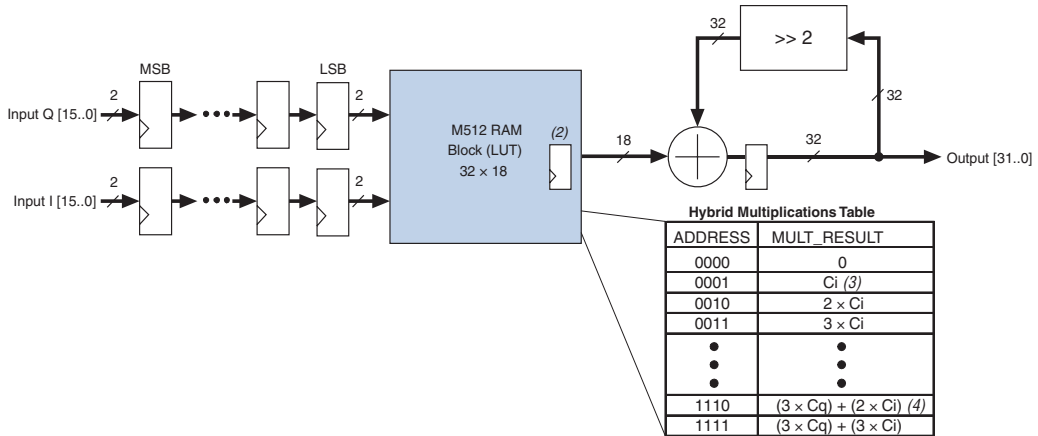 32
>> 2
MSB
LSB
2
2
32
Input Q [15..0]
M512 RAM
Block (LUT)
32 × 18
(2)
18
32
Output [31..0]
2
2
Input I [15..0]
Hybrid Multiplications Table
ADDRESS MULT_RESULT
0000 0
0001 Ci (3)
0010 2 × Ci
0011 3 × Ci
1110 (3 × Cq) + (2 × Ci) (4)
1111 (3 × Cq) + (3 × Ci)